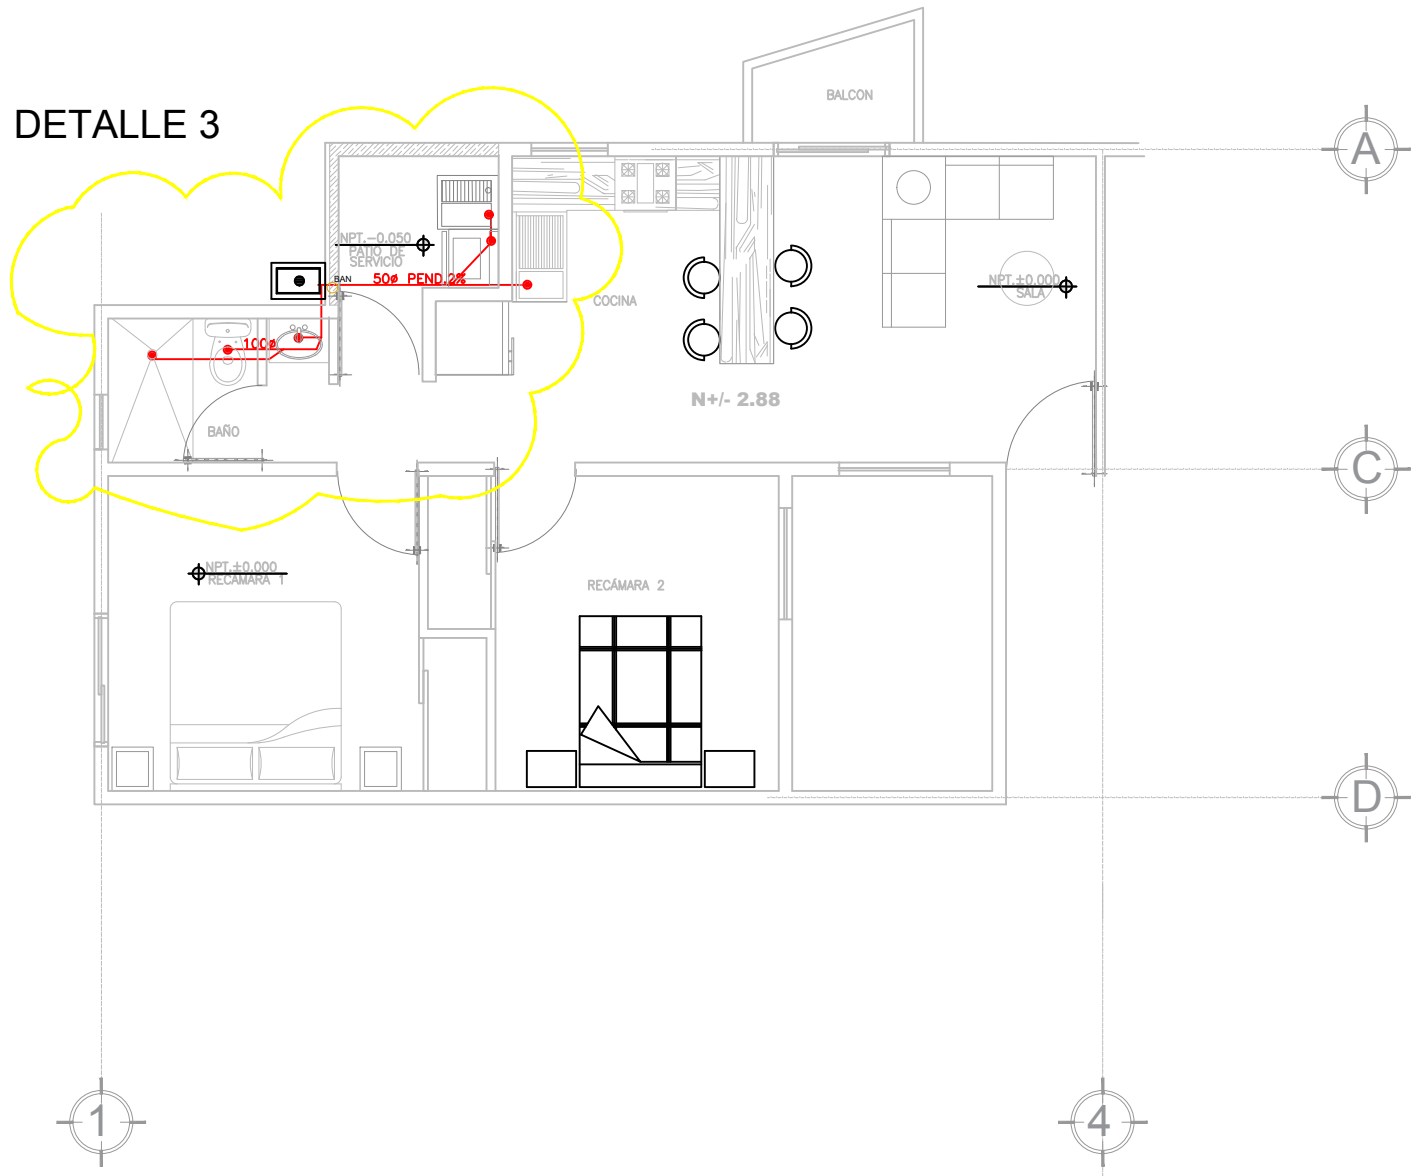 DETALLE 3
BALCON
A
NPT.-0.050
PATIO DE
SERVICIO
BAN
50ø PEND.2%
COCINA
NPT.±0.000
SALA
100ø
N+/- 2.88
BAÑO
C
NPT.±0.000
RECAMARA 1
RECÁMARA 2
D
1
4